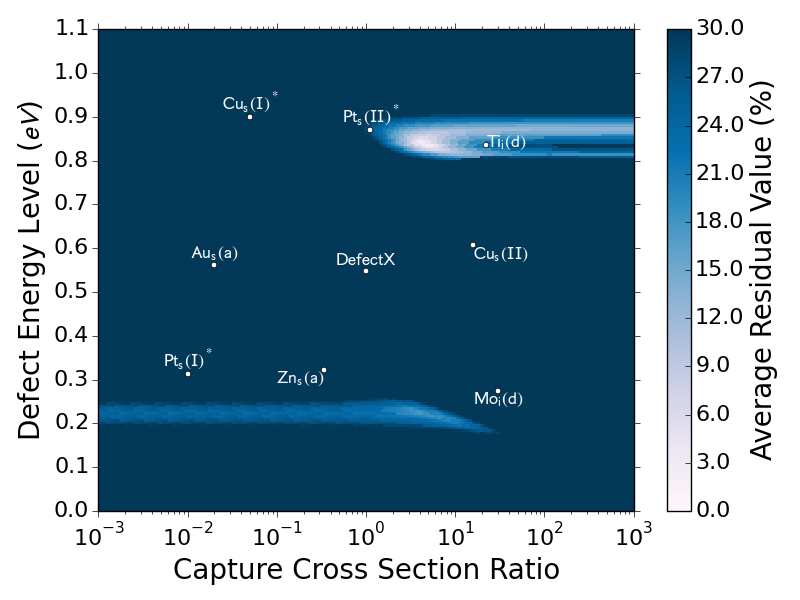 1.1
1.0
0.9
0.8
0.7
0.6
0.5
0.4
0.3
0.2
0.1
0.0
Defect Energy Level (eV)
Cuₛ(I)*
Ptₛ(II)*
Tiᵢ(d)
Auₛ(a)
DefectX
Cuₛ(II)
Ptₛ(I)*
Znₛ(a)
Moᵢ(d)
10⁻³ 10⁻² 10⁻¹ 10⁰ 10¹ 10² 10³
Capture Cross Section Ratio
30.0
27.0
24.0
21.0
18.0
15.0
12.0
9.0
6.0
3.0
0.0
Average Residual Value (%)